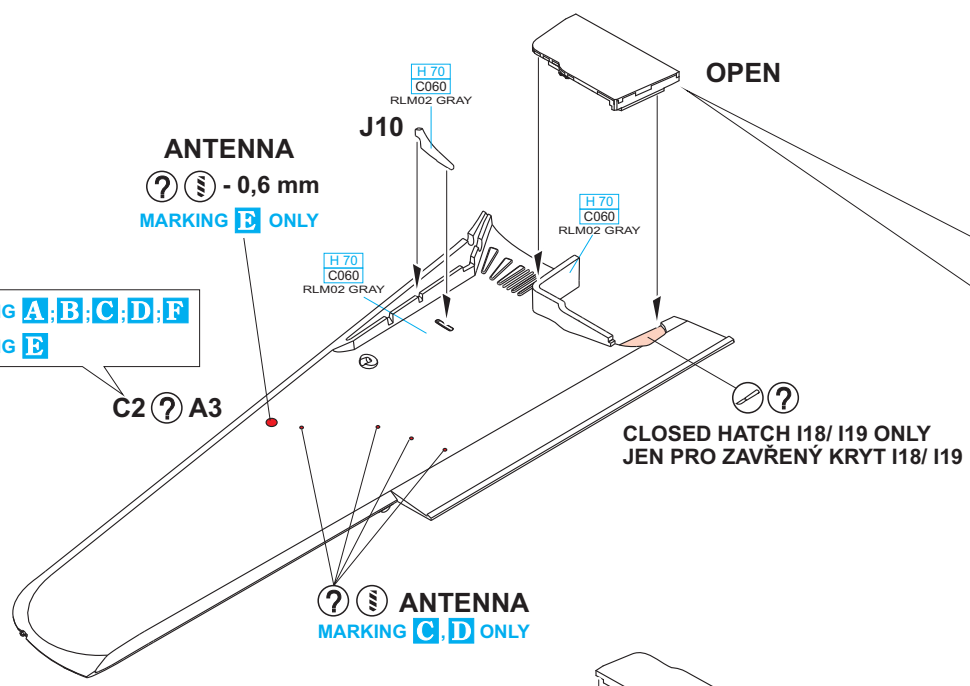 OPEN
H 70
C060
RLM02 GRAY
J10
ANTENNA
? - 0,6 mm
MARKING E ONLY
H 70
C060
RLM02 GRAY
H 70
C060
RLM02 GRAY
G A;B;C;D;F
G E
C2 ? A3
?
CLOSED HATCH I18/ I19 ONLY
JEN PRO ZAVŘENÝ KRYT I18/ I19
? ANTENNA
MARKING C, D ONLY